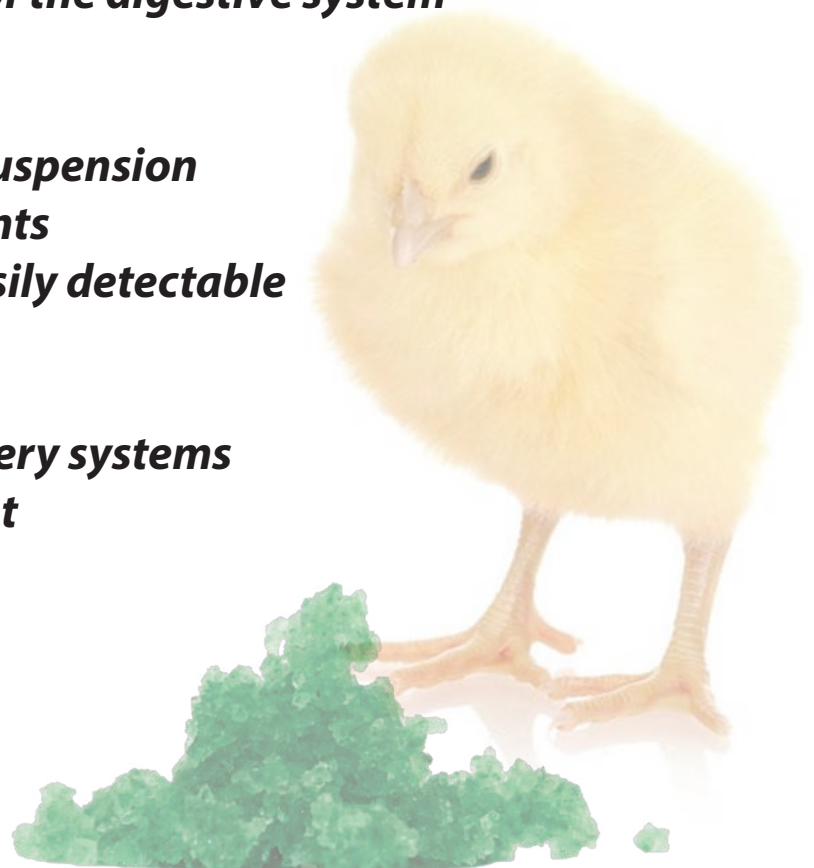 the digestive system
uspension
nts
sily detectable
ery systems
t